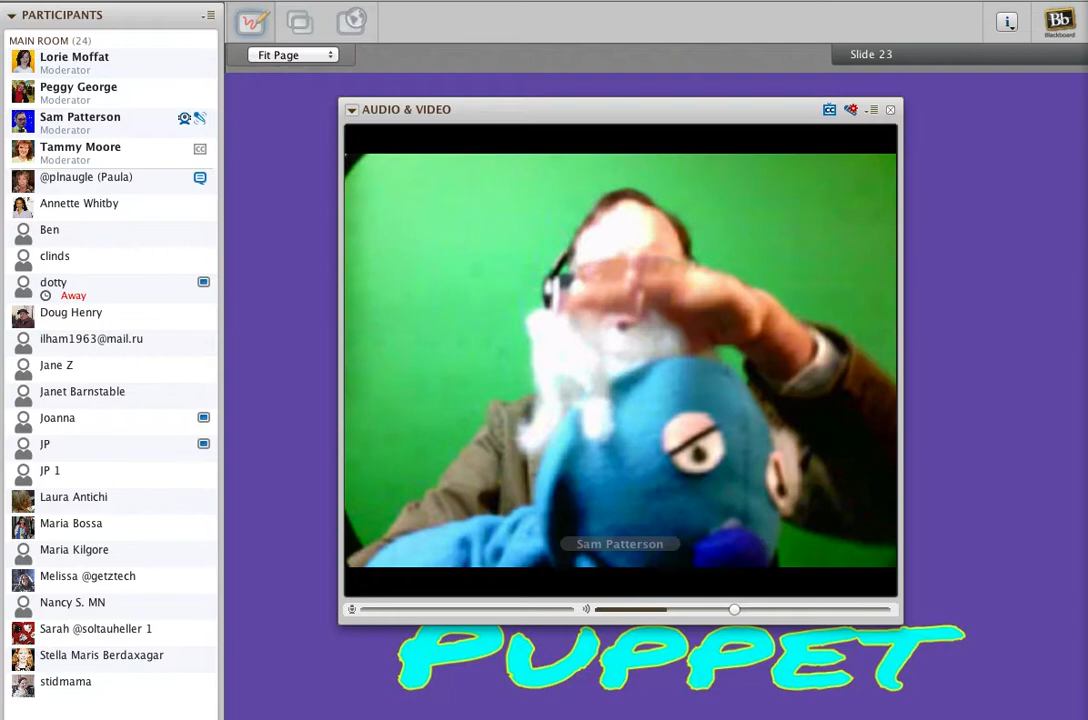 PARTICIPANTS
MAIN ROOM (24)
Lorie Moffat
Moderator
Peggy George
Moderator
Sam Patterson
Moderator
Tammy Moore
Moderator
CC
@plnaugle (Paula)
Annette Whitby
Ben
clinds
dotty
Away
Doug Henry
ilham1963@mail.ru
Jane Z
Janet Barnstable
Joanna
JP
JP 1
Laura Antichi
Maria Bossa
Maria Kilgore
Melissa @getztech
Nancy S. MN
Sarah @soltauheller 1
Stella Maris Berdaxagar
stidmama
i
Bb
Blackboard
Fit Page
Slide 23
AUDIO & VIDEO
Sam Patterson
PUPPET